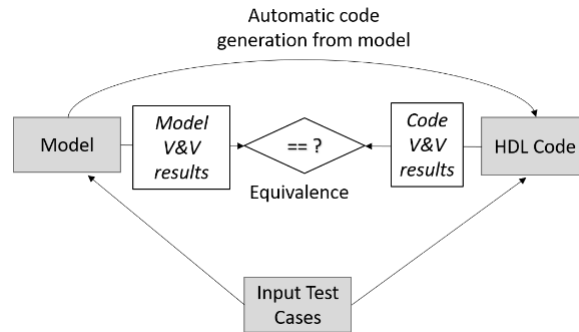 Automatic code
generation from model
Model
Model
V&V
results
== ?
Equivalence
Code
V&V
results
HDL Code
Input Test
Cases